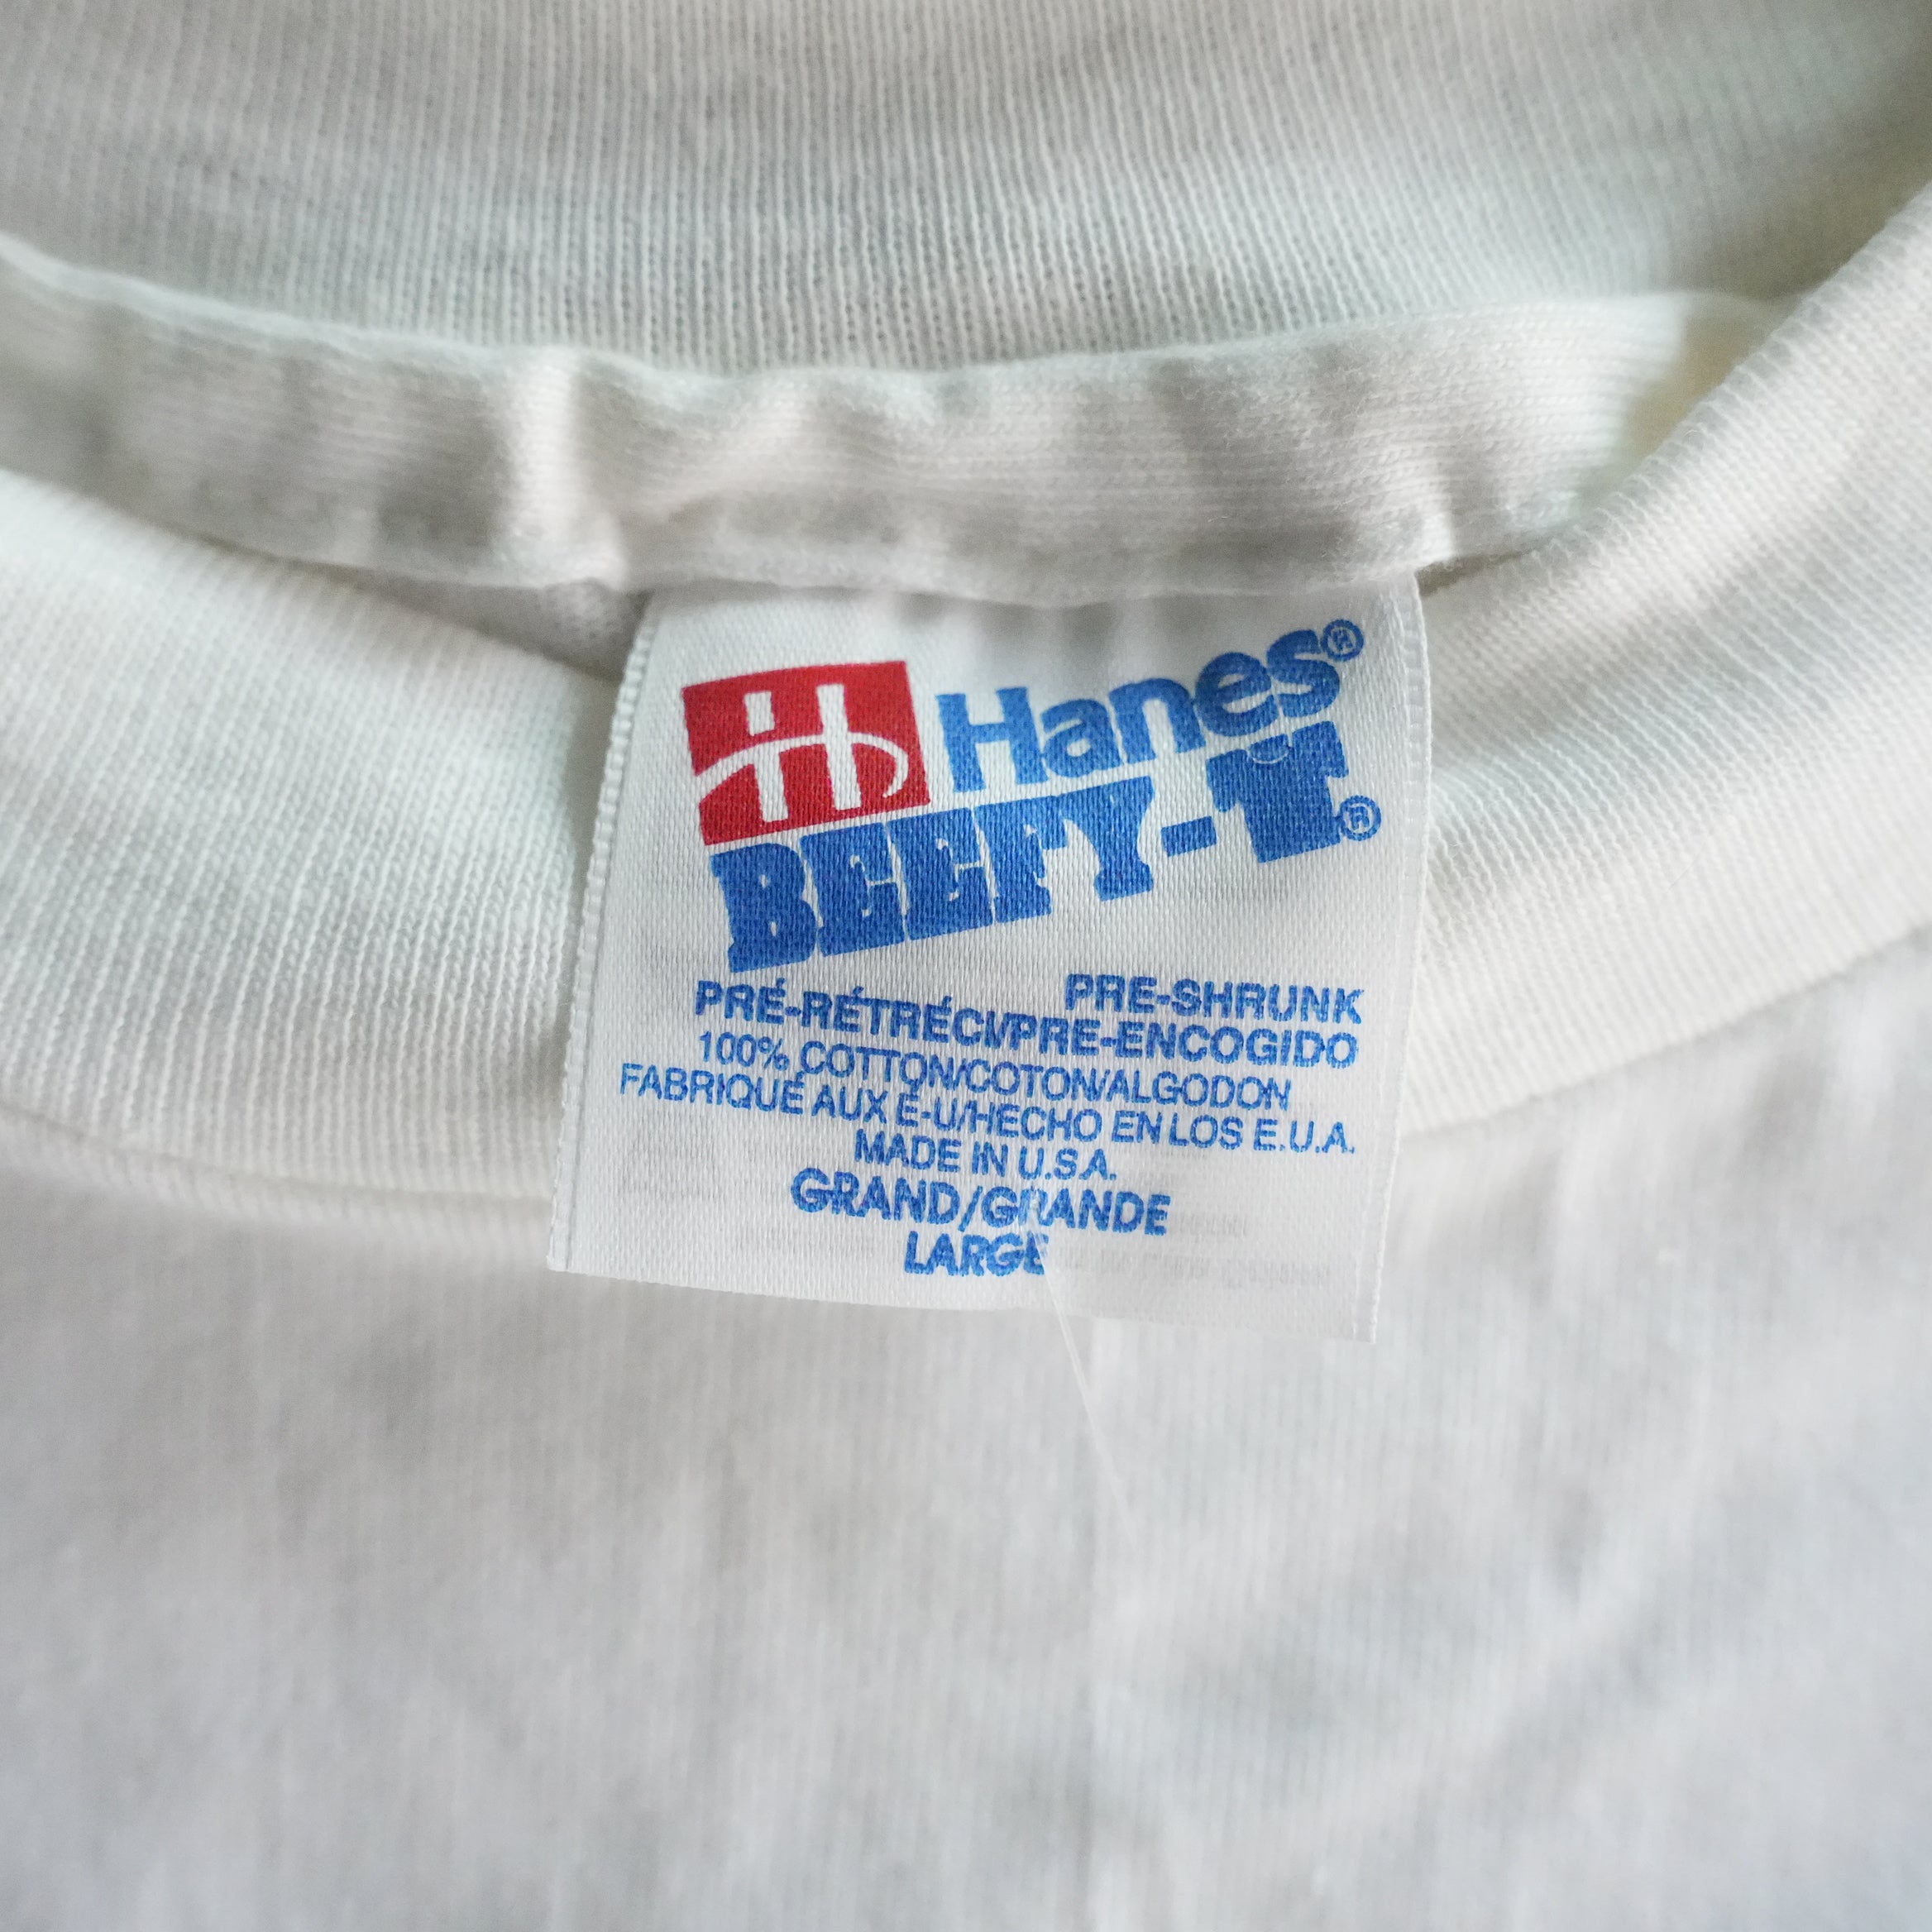 Hanes®
BEEFY-T®
PRE-SHRUNK
PRÉ-RÉTRÉCI/PRE-ENCOGIDO
100% COTTON/COTON/ALGODON
FABRIQUÉ AUX É-U/HECHO EN LOS E.U.A.
MADE IN U.S.A.
GRAND/GRANDE
LARGE